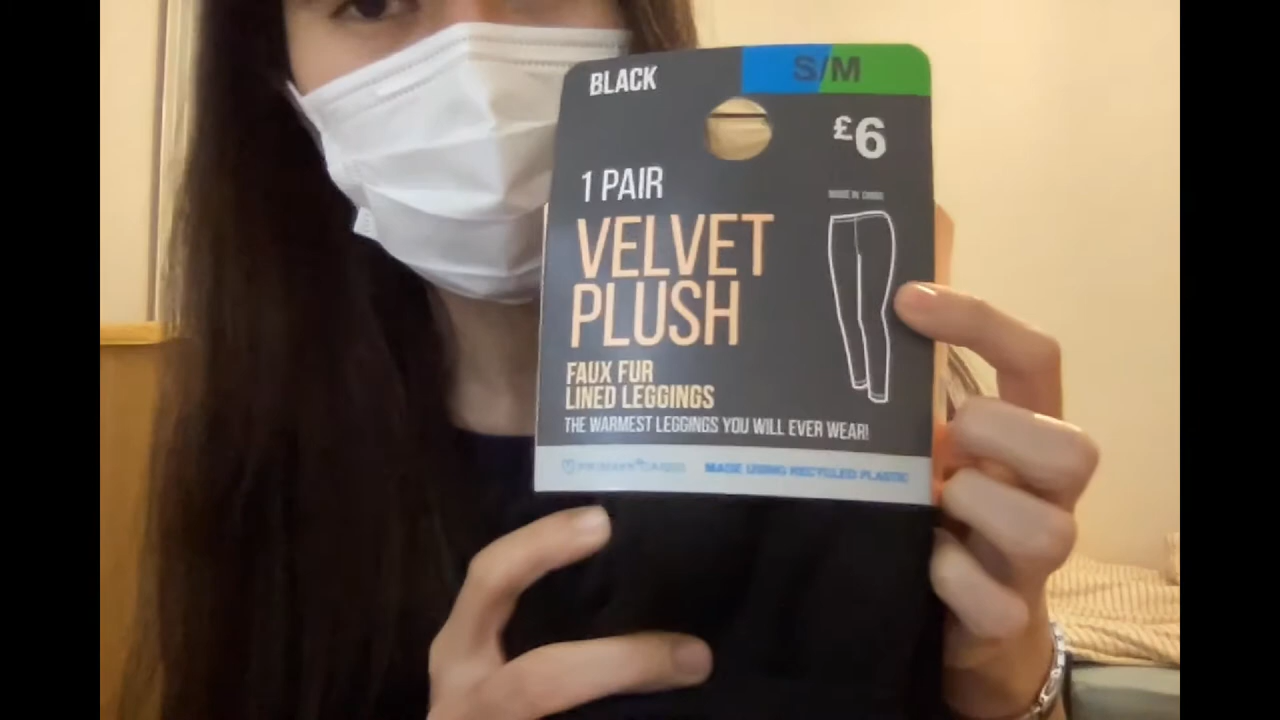 BLACK
S/M
£6
1 PAIR
MADE IN CHINA
VELVET
PLUSH
FAUX FUR
LINED LEGGINGS
THE WARMEST LEGGINGS YOU WILL EVER WEAR!
MADE USING RECYCLED PLASTIC